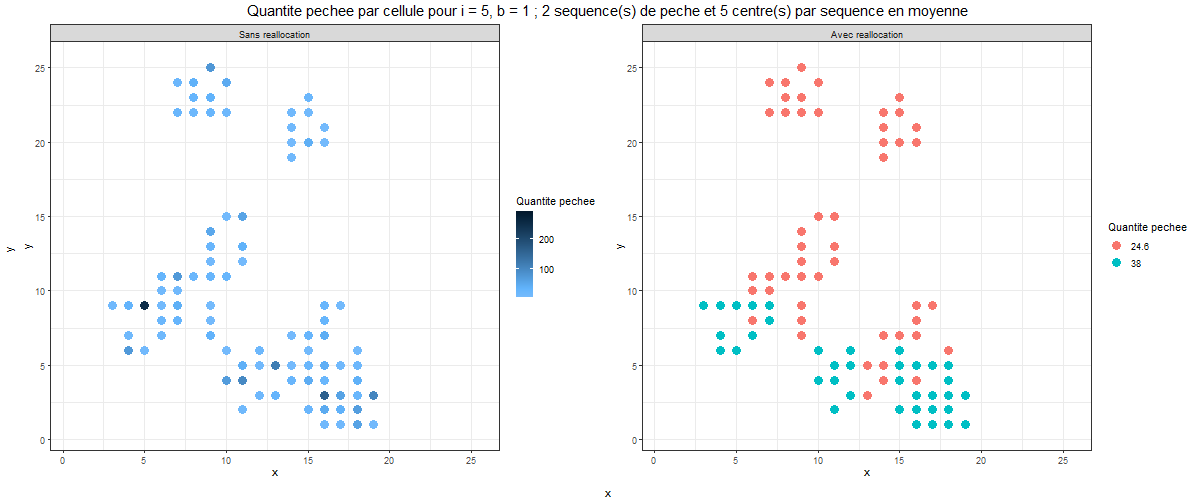 Quantite pechee par cellule pour i = 5, b = 1 ; 2 sequence(s) de peche et 5 centre(s) par sequence en moyenne
Sans reallocation
Avec reallocation
25
20
15
10
5
0
0 5 10 15 20 25
x
y
y
Quantite pechee
200
100
25
20
15
10
5
0
0 5 10 15 20 25
x
y
Quantite pechee
24.6
38
x